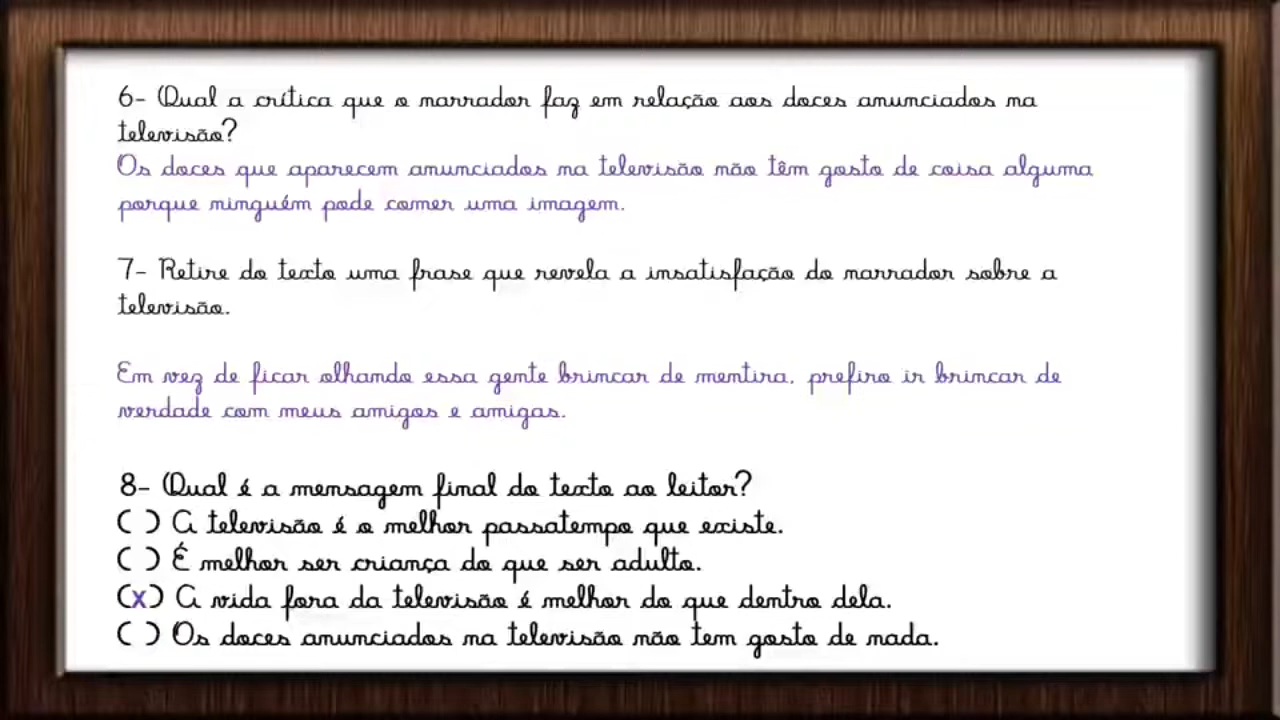 6- Qual a crítica que o narrador faz em relação aos doces anunciados na
televisão?
Os doces que aparecem anunciados na televisão não têm gosto de coisa alguma
porque ninguém pode comer uma imagem.
7- Retire do texto uma frase que revela a insatisfação do narrador sobre a
televisão.
Em vez de ficar olhando essa gente brincar de mentira, prefiro ir brincar de
verdade com meus amigos e amigas.
8- Qual é a mensagem final do texto ao leitor?
( ) A televisão é o melhor passatempo que existe.
( ) É melhor ser criança do que ser adulto.
(x) A vida fora da televisão é melhor do que dentro dela.
( ) Os doces anunciados na televisão não tem gosto de nada.